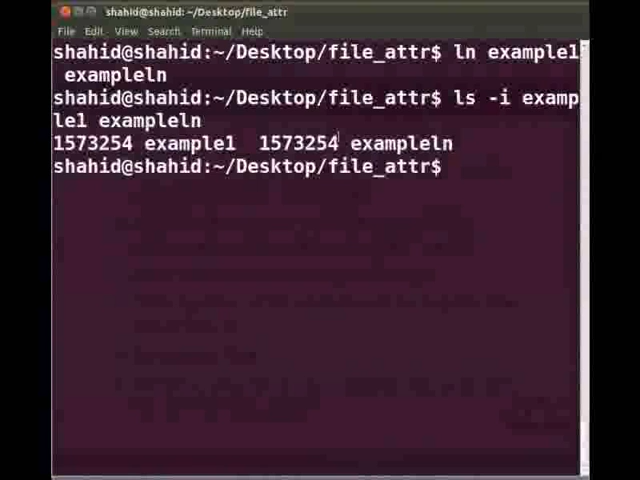 shahid@shahid: ~/Desktop/file_attr
File Edit View Search Terminal Help
shahid@shahid:~/Desktop/file_attr$ ln example1
exampleln
shahid@shahid:~/Desktop/file_attr$ ls -i examp
le1 exampleln
1573254 example1  1573254 exampleln
shahid@shahid:~/Desktop/file_attr$